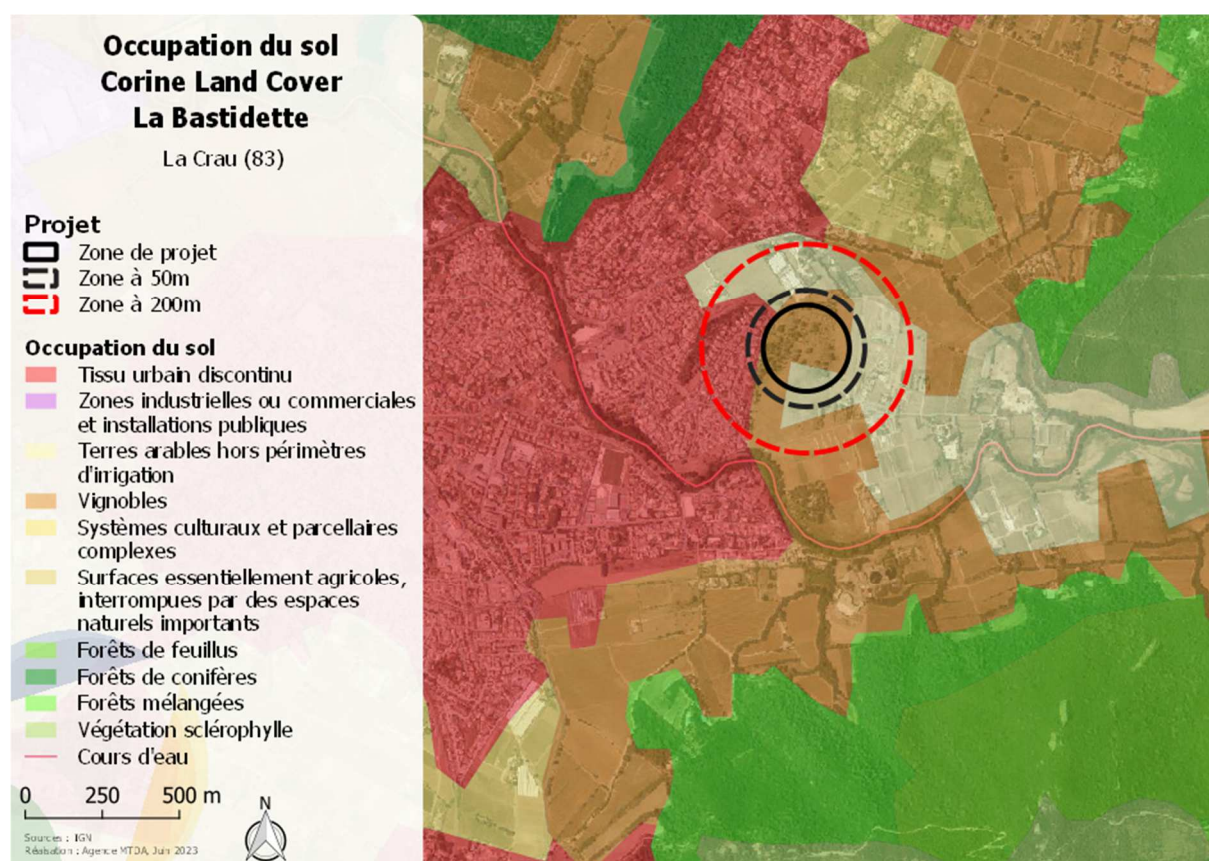 Occupation du sol
Corine Land Cover
La Bastidette
La Crau (83)
Projet
Zone de projet
Zone à 50m
Zone à 200m
Occupation du sol
Tissu urbain discontinu
Zones industrielles ou commerciales
et installations publiques
Terres arables hors périmètres
d'irrigation
Vignobles
Systèmes culturaux et parcellaires
complexes
Surfaces essentiellement agricoles,
interrompues par des espaces
naturels importants
Forêts de feuillus
Forêts de conifères
Forêts mélangées
Végétation sclérophylle
Cours d'eau
0 250 500 m
N
Sources : IGN
Réalisation : Agence MTDA, Juin 2023